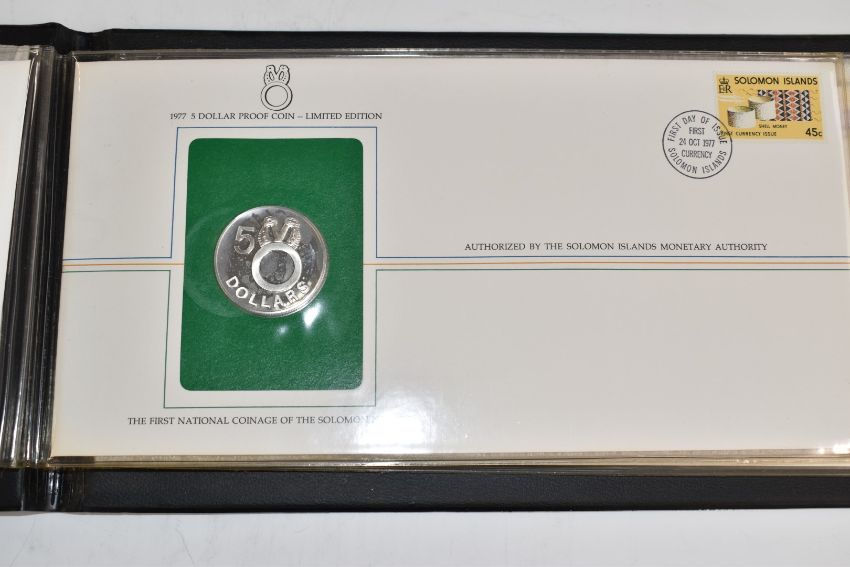 1977 5 DOLLAR PROOF COIN – LIMITED EDITION
5
DOLLARS
THE FIRST NATIONAL COINAGE OF THE SOLOMON
FIRST DAY OF ISSUE
FIRST
24 OCT 1977
CURRENCY
SOLOMON ISLANDS
SOLOMON ISLANDS
E R
SHELL MONEY
FIRST CURRENCY ISSUE 45c
AUTHORIZED BY THE SOLOMON ISLANDS MONETARY AUTHORITY